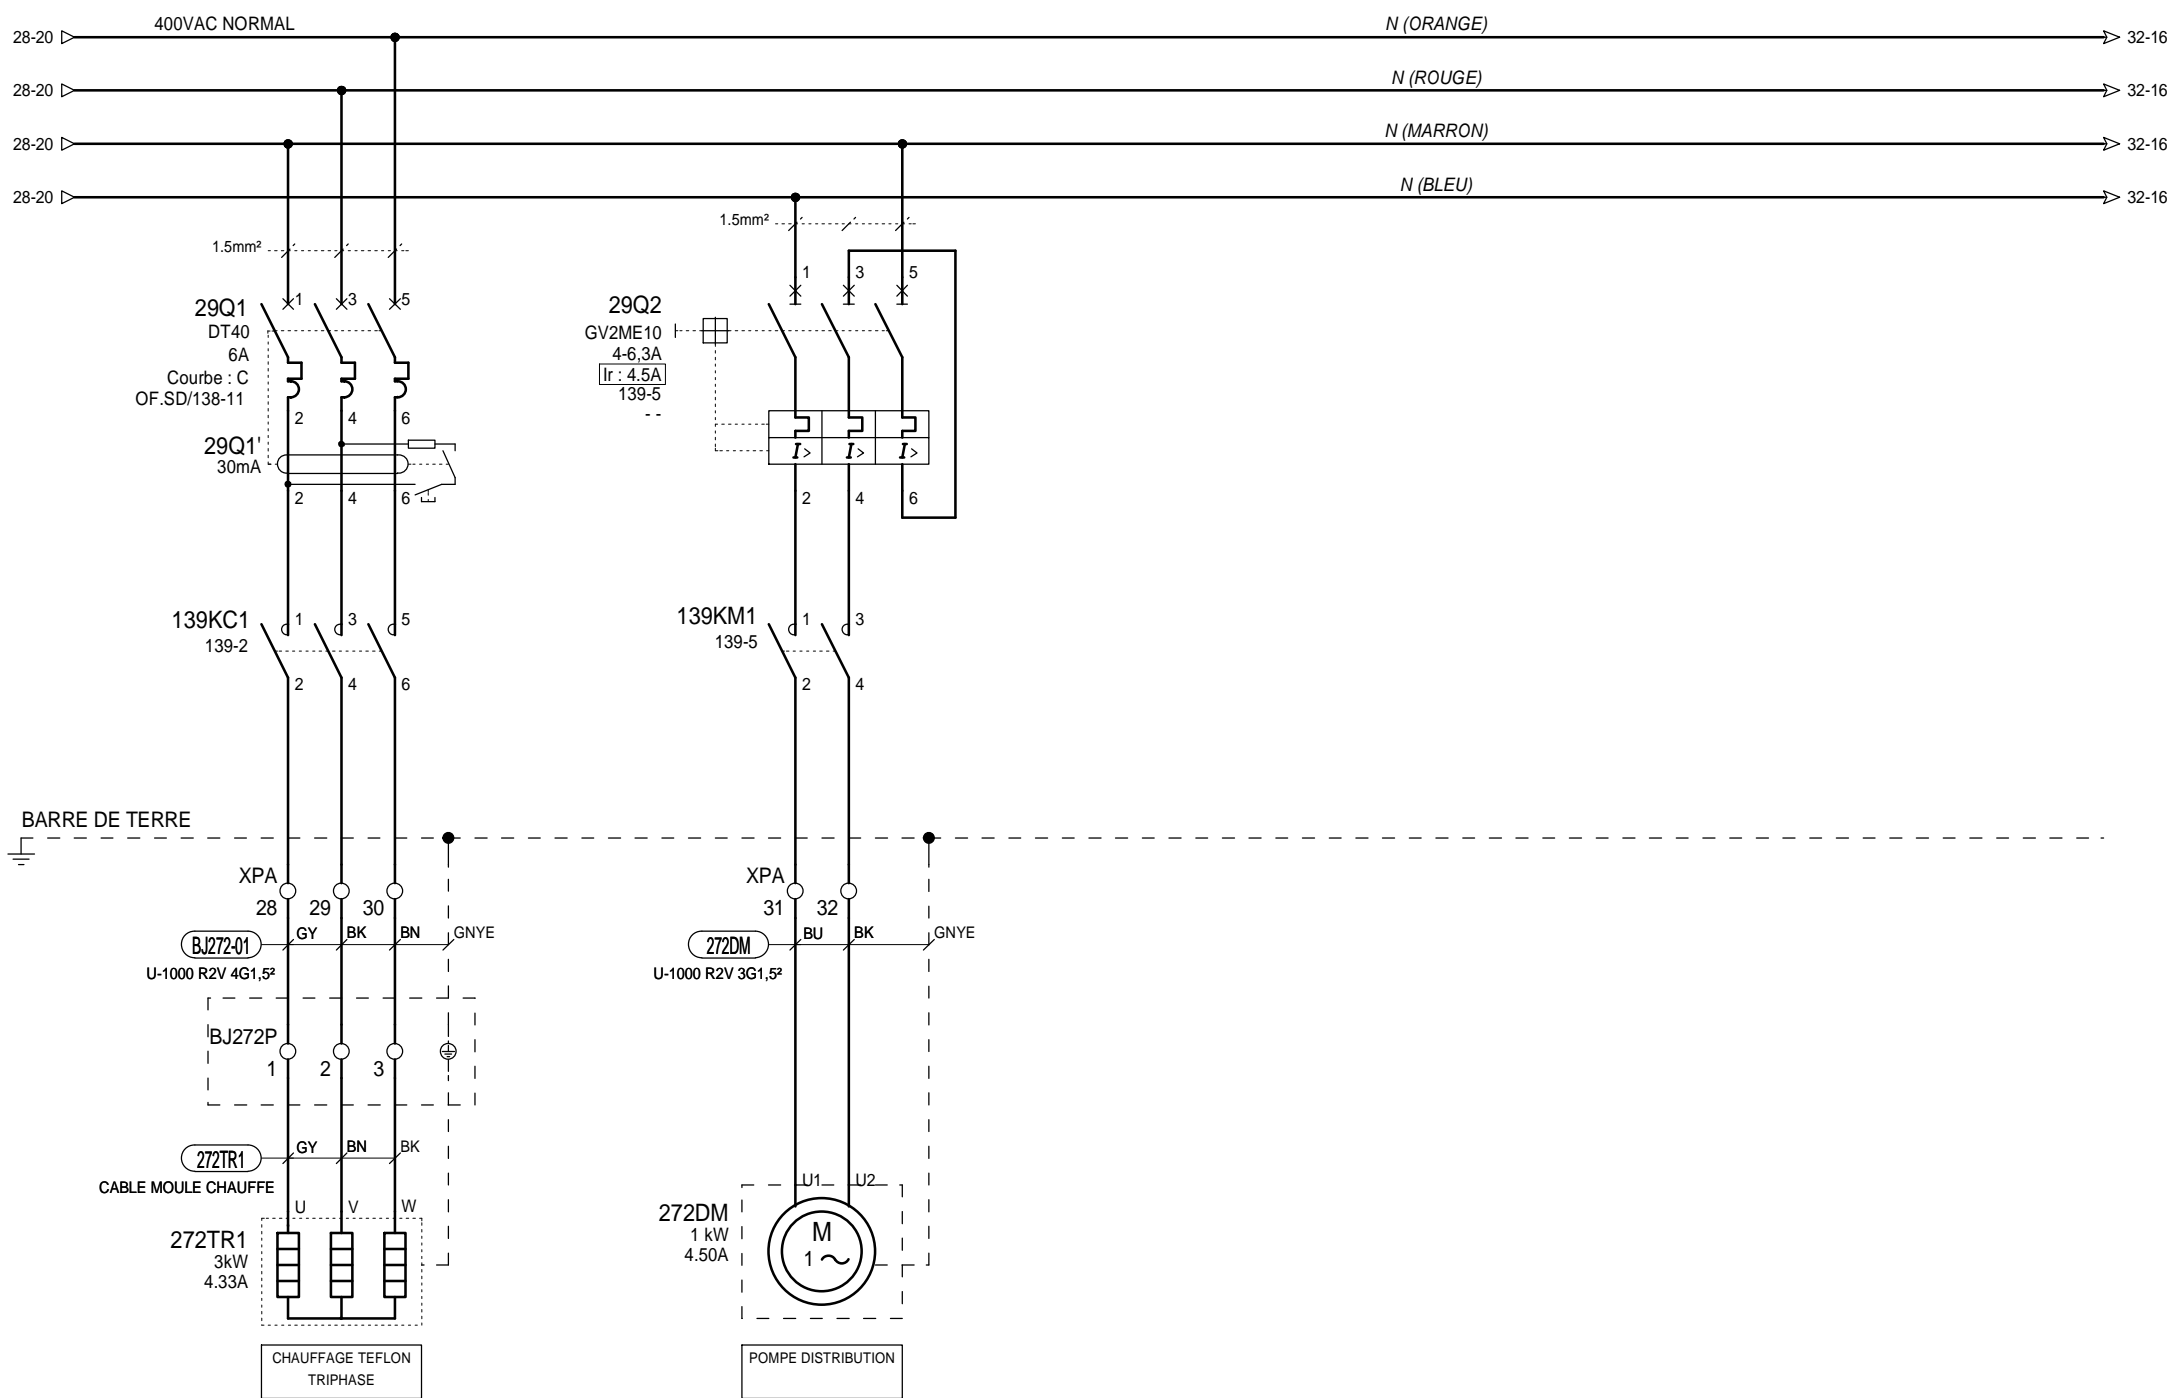 400VAC NORMAL
N (ORANGE)
28-20
32-16
N (ROUGE)
28-20
32-16
N (MARRON)
28-20
32-16
N (BLEU)
28-20
32-16
1.5mm²
1 3 5
29Q1
DT40
6A
Courbe : C
OF.SD/138-11
2 4 6
29Q1'
30mA
2 4 6
139KC1
139-2
1 3 5
2 4 6
1.5mm²
1 3 5
29Q2
GV2ME10
4-6,3A
Ir : 4.5A
139-5
- -
I> I> I>
2 4 6
139KM1
139-5
1 3
2 4
BARRE DE TERRE
XPA
28 29 30
BJ272-01
GY BK BN GNYE
U-1000 R2V 4G1,5²
BJ272P
1 2 3
272TR1
GY BN BK
CABLE MOULE CHAUFFE
U V W
272TR1
3kW
4.33A
CHAUFFAGE TEFLON
TRIPHASE
XPA
31 32
272DM
BU BK GNYE
U-1000 R2V 3G1,5²
U1 U2
272DM
1 kW
4.50A
M
1
POMPE DISTRIBUTION